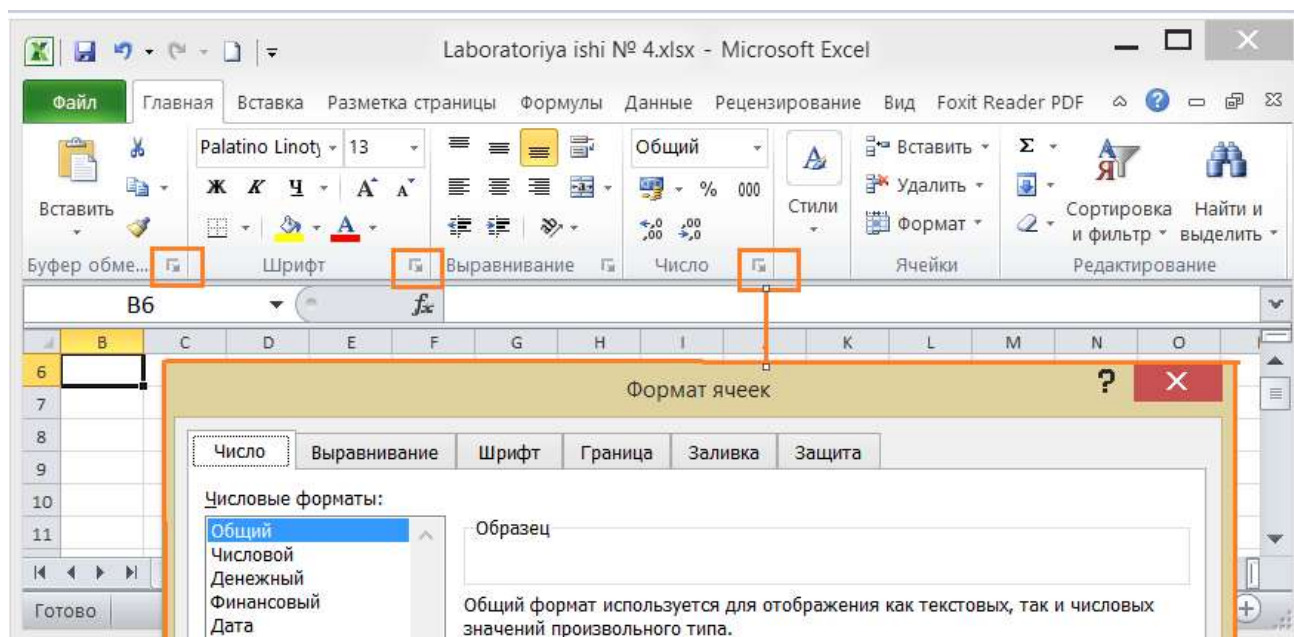 Laboratoriya ishi № 4.xlsx - Microsoft Excel
Файл Главная Вставка Разметка страницы Формулы Данные Рецензирование Вид Foxit Reader PDF
Вставить
Palatino Linoty 13
Ж К Ч
A A
A
Общий
% 000
Стили
Вставить
Удалить
Формат
Σ
Сортировка и фильтр
Найти и выделить
Буфер обме... Шрифт Выравнивание Число Ячейки Редактирование
B6 fx
B C D E F G H I K L M N O
6
7
8
9
10
11
Формат ячеек ?
Число Выравнивание Шрифт Граница Заливка Защита
Числовые форматы:
Общий
Числовой
Денежный
Финансовый
Дата
Образец
Общий формат используется для отображения как текстовых, так и числовых
значений произвольного типа.
Готово